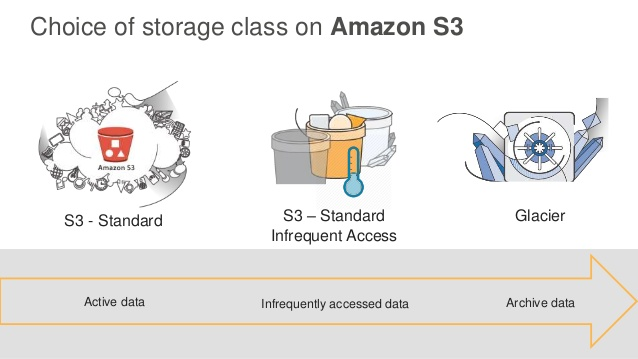 Choice of storage class on Amazon S3
Amazon S3
S3 - Standard
S3 – Standard
Infrequent Access
Glacier
Active data
Infrequently accessed data
Archive data